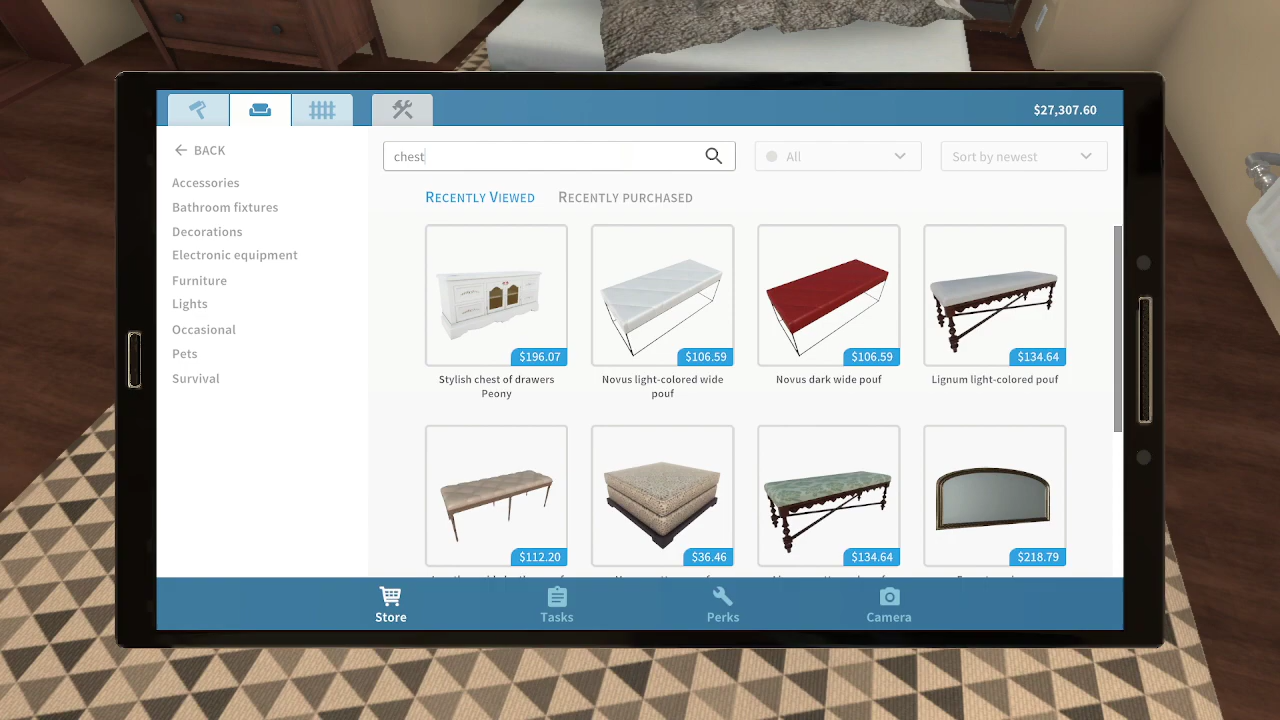 $27,307.60
BACK
chest
All
Sort by newest
Accessories
Bathroom fixtures
Decorations
Electronic equipment
Furniture
Lights
Occasional
Pets
Survival
RECENTLY VIEWED
RECENTLY PURCHASED
$196.07
$106.59
$106.59
$134.64
Stylish chest of drawers
Peony
Novus light-colored wide
pouf
Novus dark wide pouf
Lignum light-colored pouf
$112.20
$36.46
$134.64
$218.79
Store
Tasks
Perks
Camera